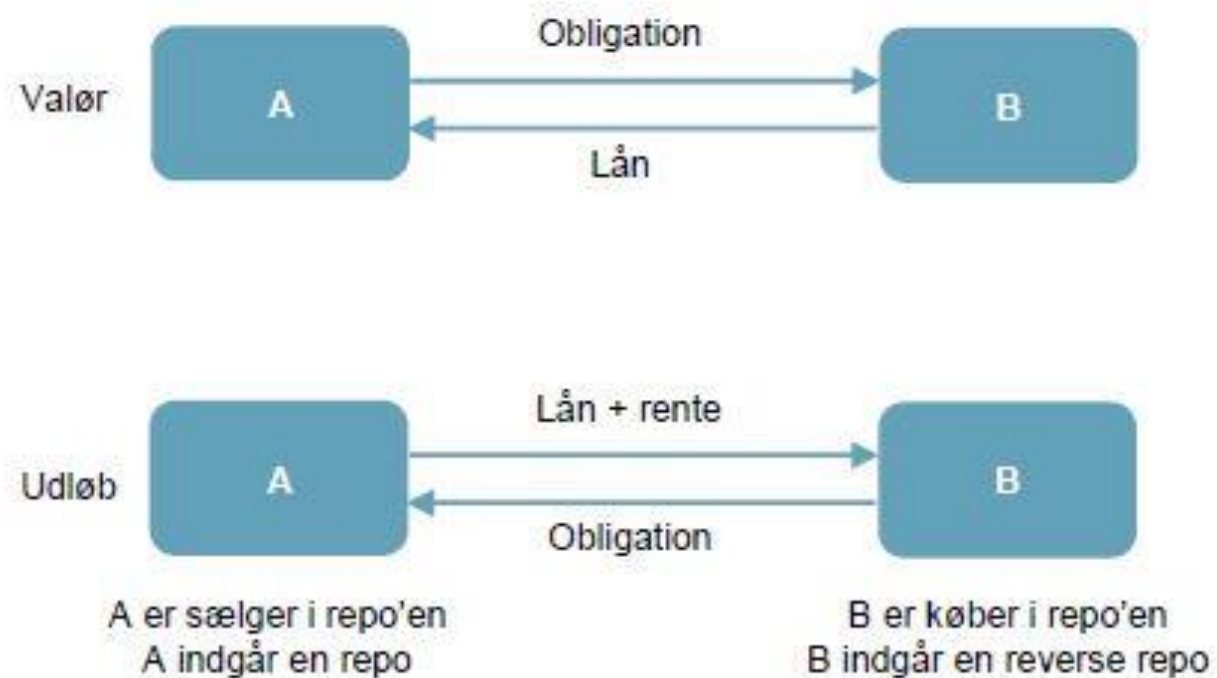 Obligation
Valør
A
B
Lån
Lån + rente
Udløb
A
B
Obligation
A er sælger i repo'en
A indgår en repo
B er køber i repo'en
B indgår en reverse repo